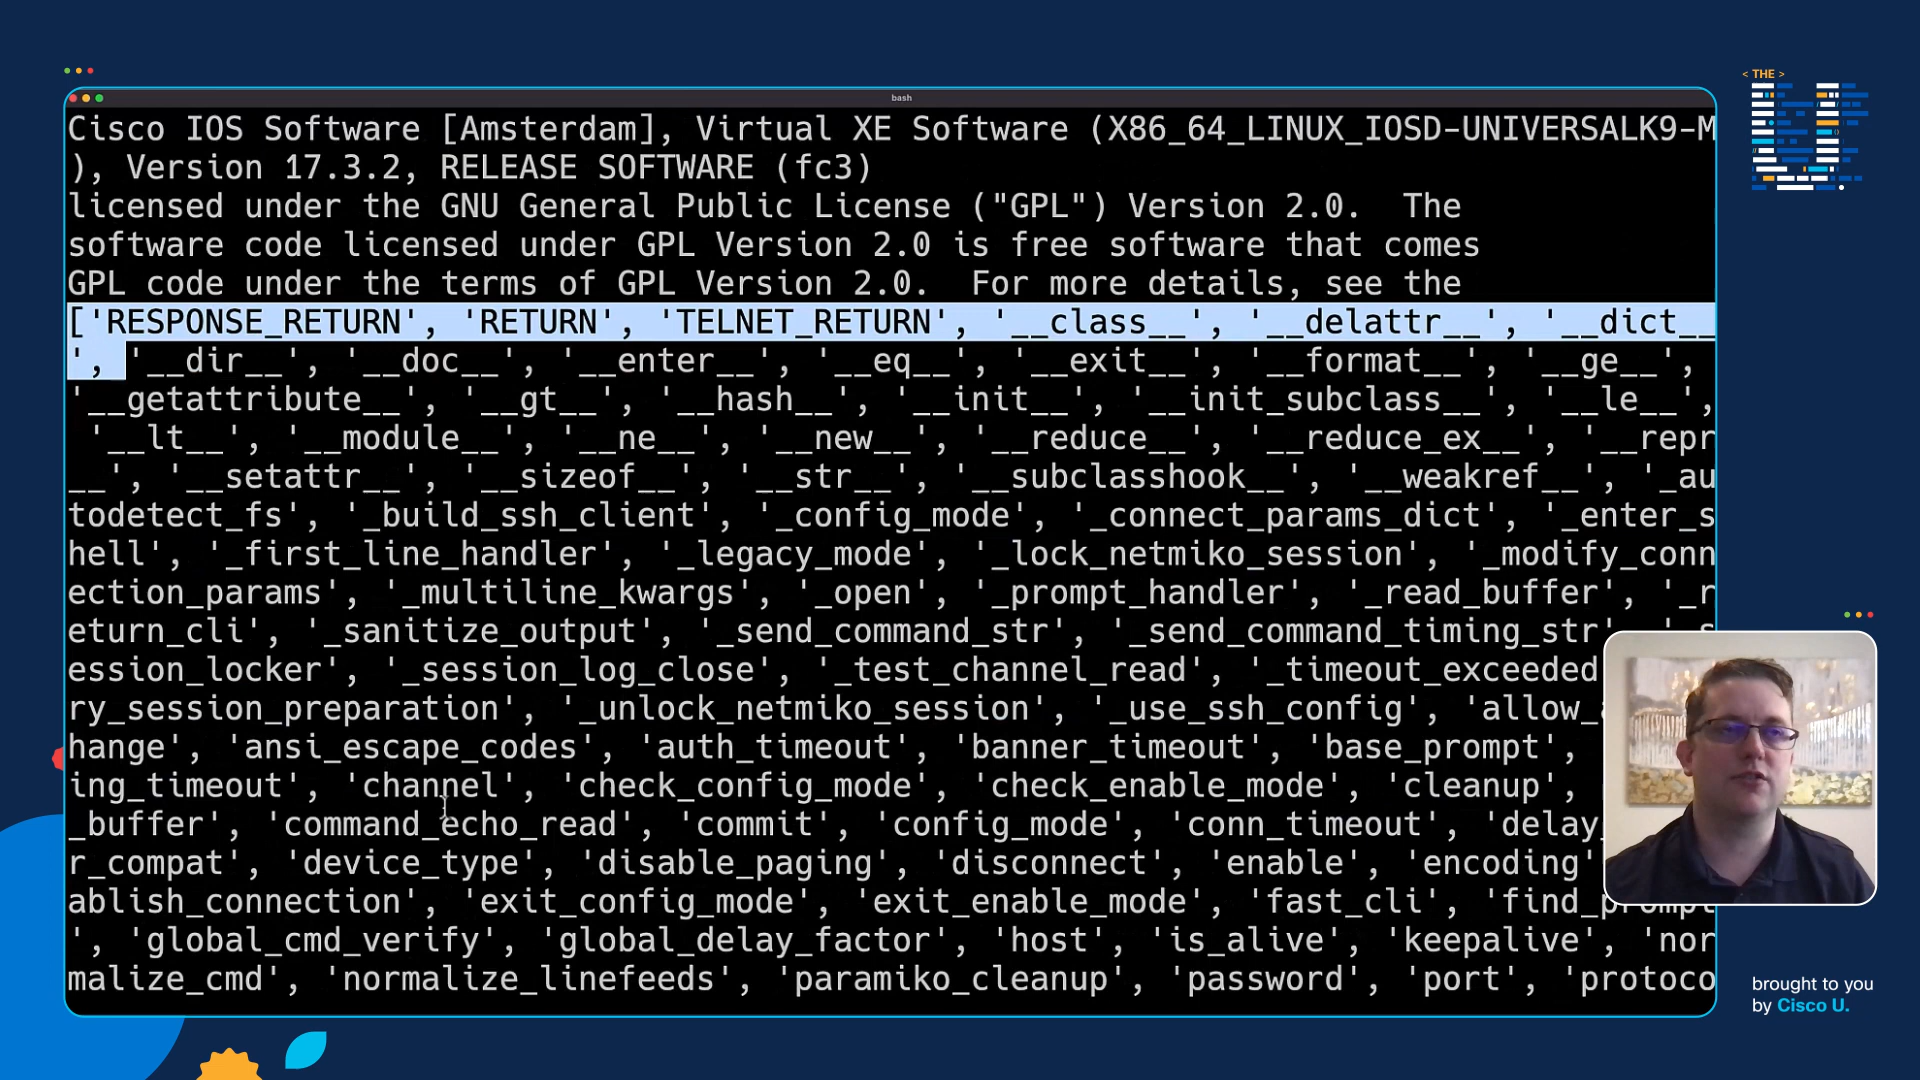 < THE >
bash
Cisco IOS Software [Amsterdam], Virtual XE Software (X86_64_LINUX_IOSD-UNIVERSALK9-M
), Version 17.3.2, RELEASE SOFTWARE (fc3)
licensed under the GNU General Public License ("GPL") Version 2.0.  The
software code licensed under GPL Version 2.0 is free software that comes
GPL code under the terms of GPL Version 2.0.  For more details, see the
['RESPONSE_RETURN', 'RETURN', 'TELNET_RETURN', '__class__', '__delattr__', '__dict__
', '__dir__', '__doc__', '__enter__', '__eq__', '__exit__', '__format__', '__ge__',
'__getattribute__', '__gt__', '__hash__', '__init__', '__init_subclass__', '__le__',
'__lt__', '__module__', '__ne__', '__new__', '__reduce__', '__reduce_ex__', '__repr
__', '__setattr__', '__sizeof__', '__str__', '__subclasshook__', '__weakref__', '_au
todetect_fs', '_build_ssh_client', '_config_mode', '_connect_params_dict', '_enter_s
hell', '_first_line_handler', '_legacy_mode', '_lock_netmiko_session', '_modify_conn
ection_params', '_multiline_kwargs', '_open', '_prompt_handler', '_read_buffer', '_r
eturn_cli', '_sanitize_output', '_send_command_str', '_send_command_timing_str', '_s
ession_locker', '_session_log_close', '_test_channel_read', '_timeout_exceeded
ry_session_preparation', '_unlock_netmiko_session', '_use_ssh_config', 'allow_
hange', 'ansi_escape_codes', 'auth_timeout', 'banner_timeout', 'base_prompt',
ing_timeout', 'channel', 'check_config_mode', 'check_enable_mode', 'cleanup',
_buffer', 'command_echo_read', 'commit', 'config_mode', 'conn_timeout', 'delay_
r_compat', 'device_type', 'disable_paging', 'disconnect', 'enable', 'encoding'
ablish_connection', 'exit_config_mode', 'exit_enable_mode', 'fast_cli', 'find_prompt
', 'global_cmd_verify', 'global_delay_factor', 'host', 'is_alive', 'keepalive', 'nor
malize_cmd', 'normalize_linefeeds', 'paramiko_cleanup', 'password', 'port', 'protoco
brought to you
by Cisco U.